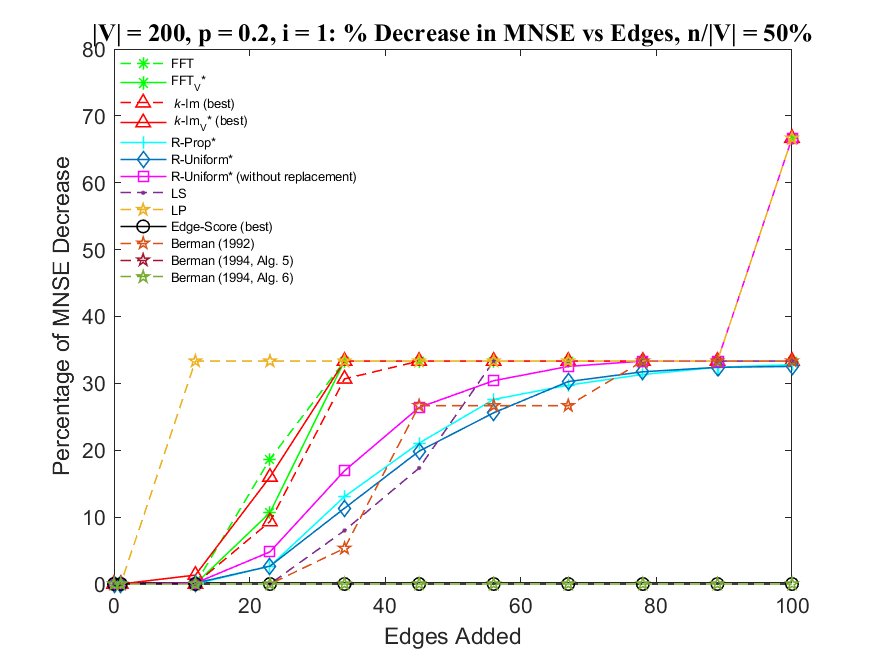 |V| = 200, p = 0.2, i = 1: % Decrease in MNSE vs Edges, n/|V| = 50%
80
70
60
50
40
30
20
10
0
Percentage of MNSE Decrease
FFT
FFT_V*
k-lm (best)
k-lm_V* (best)
R-Prop*
R-Uniform*
R-Uniform* (without replacement)
LS
LP
Edge-Score (best)
Berman (1992)
Berman (1994, Alg. 5)
Berman (1994, Alg. 6)
0 20 40 60 80 100
Edges Added